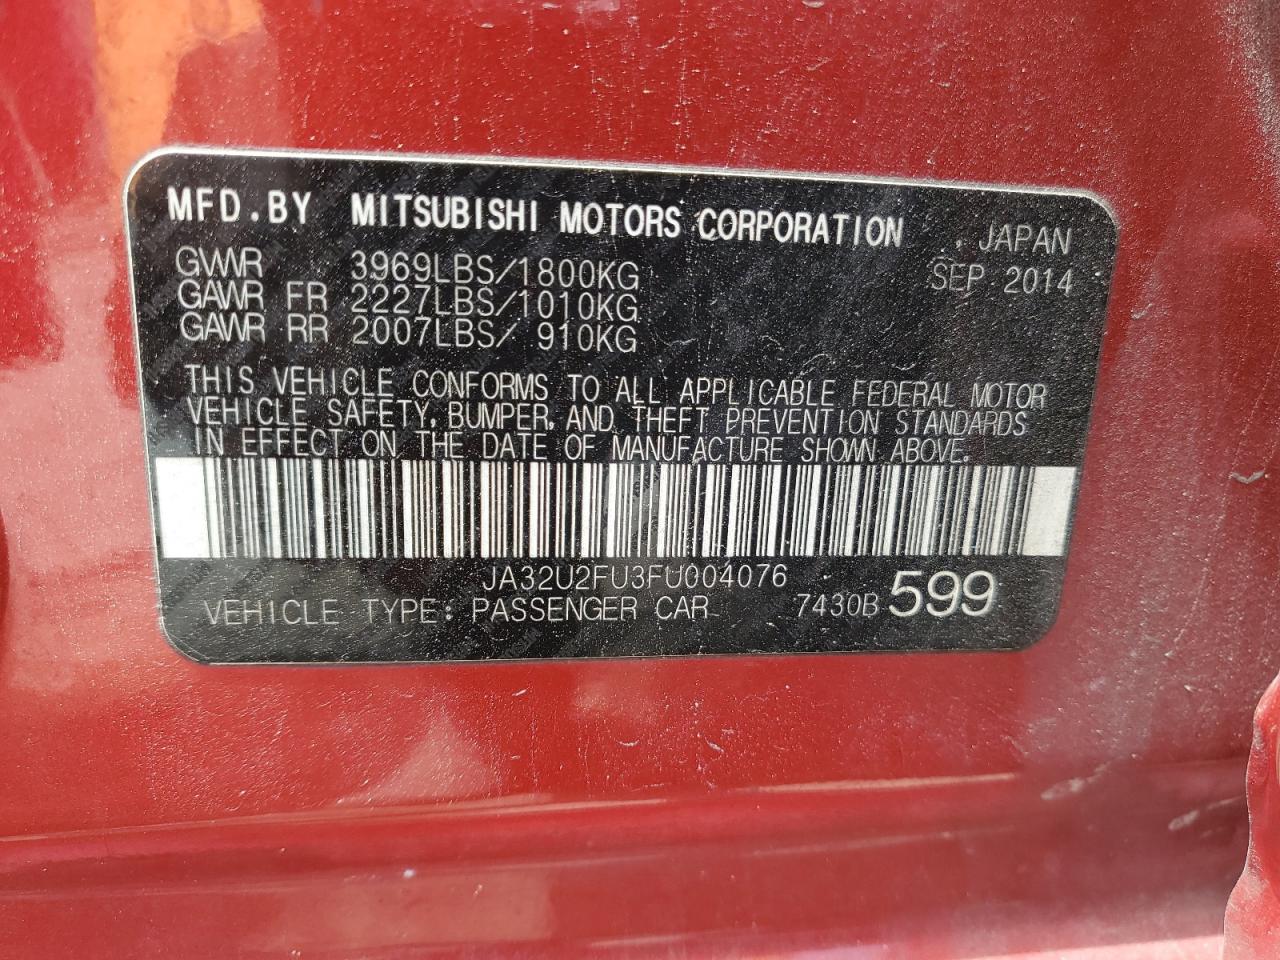 MFD.BY MITSUBISHI MOTORS CORPORATION JAPAN
GVWR 3969LBS/1800KG SEP 2014
GAWR FR 2227LBS/1010KG
GAWR RR 2007LBS/ 910KG
THIS VEHICLE CONFORMS TO ALL APPLICABLE FEDERAL MOTOR
VEHICLE SAFETY, BUMPER, AND THEFT PREVENTION STANDARDS
IN EFFECT ON THE DATE OF MANUFACTURE SHOWN ABOVE.
JA32U2FU3FU004076
VEHICLE TYPE: PASSENGER CAR 7430B 599